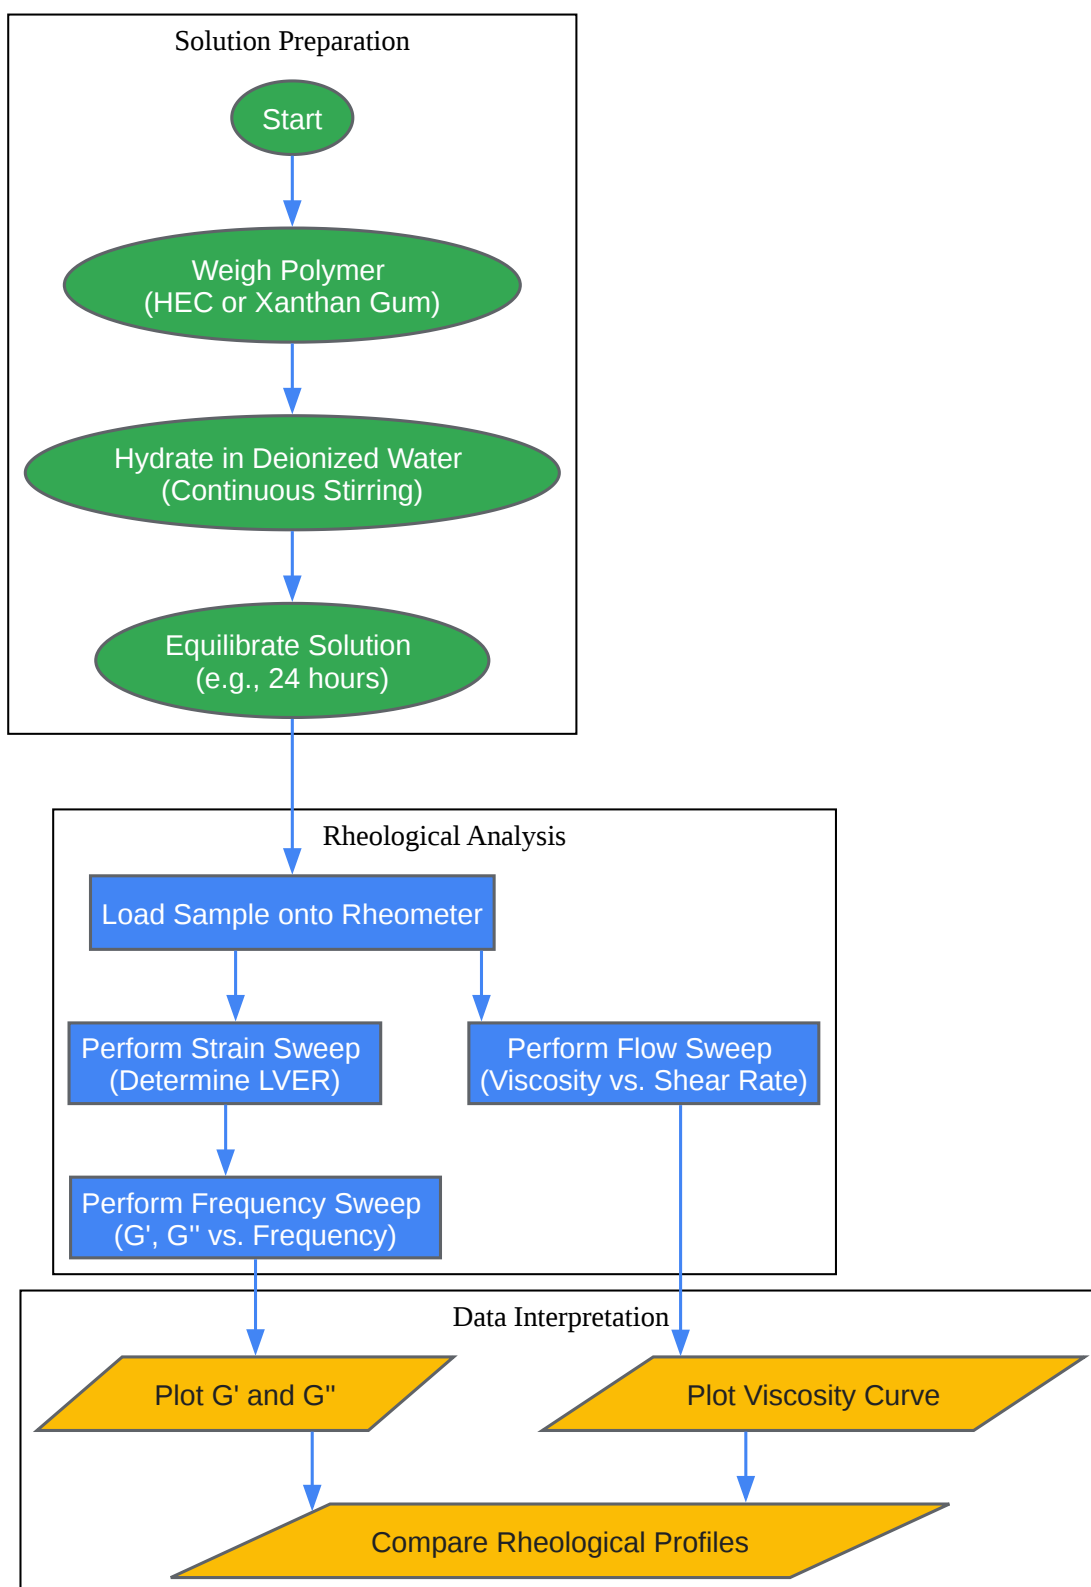 Solution Preparation
Start
Weigh Polymer
(HEC or Xanthan Gum)
Hydrate in Deionized Water
(Continuous Stirring)
Equilibrate Solution
(e.g., 24 hours)
Rheological Analysis
Load Sample onto Rheometer
Perform Strain Sweep
(Determine LVER)
Perform Flow Sweep
(Viscosity vs. Shear Rate)
Perform Frequency Sweep
(G', G'' vs. Frequency)
Data Interpretation
Plot G' and G''
Plot Viscosity Curve
Compare Rheological Profiles